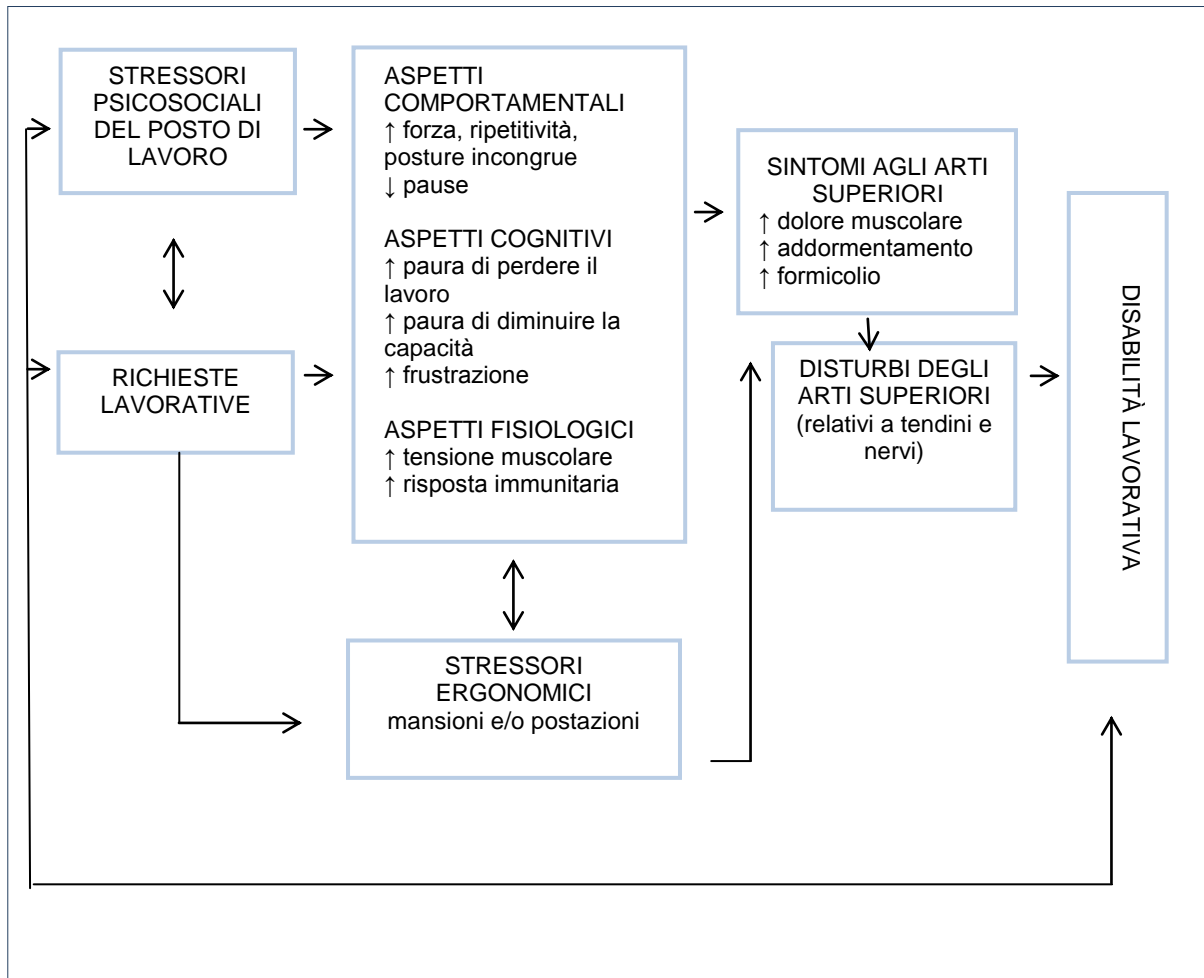 STRESSORI
PSICOSOCIALI
DEL POSTO DI
LAVORO
RICHIESTE
LAVORATIVE
ASPETTI
COMPORTAMENTALI
↑ forza, ripetitività,
posture incongrue
↓ pause
ASPETTI COGNITIVI
↑ paura di perdere il
lavoro
↑ paura di diminuire la
capacità
↑ frustrazione
ASPETTI FISIOLOGICI
↑ tensione muscolare
↑ risposta immunitaria
STRESSORI
ERGONOMICI
mansioni e/o postazioni
SINTOMI AGLI ARTI
SUPERIORI
↑ dolore muscolare
↑ addormentamento
↑ formicolio
DISTURBI DEGLI
ARTI SUPERIORI
(relativi a tendini e
nervi)
DISABILITÀ LAVORATIVA